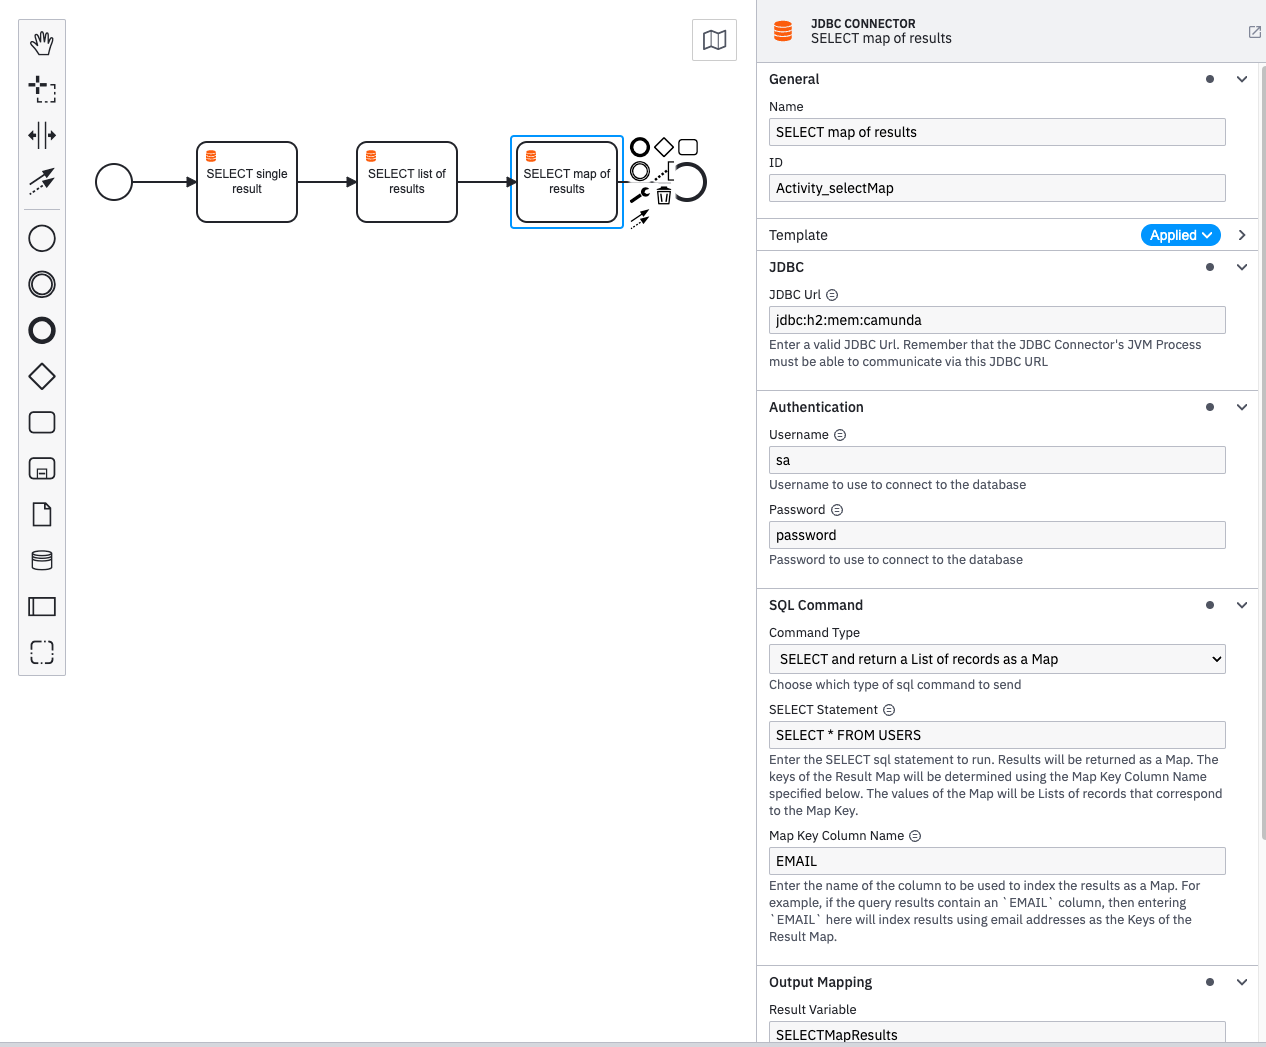 SELECT single
result
SELECT list of
results
SELECT map of
results
JDBC CONNECTOR
SELECT map of results
General
Name
SELECT map of results
ID
Activity_selectMap
Template
Applied
JDBC
JDBC Url
jdbc:h2:mem:camunda
Enter a valid JDBC Url. Remember that the JDBC Connector's JVM Process
must be able to communicate via this JDBC URL
Authentication
Username
sa
Username to use to connect to the database
Password
password
Password to use to connect to the database
SQL Command
Command Type
SELECT and return a List of records as a Map
Choose which type of sql command to send
SELECT Statement
SELECT * FROM USERS
Enter the SELECT sql statement to run. Results will be returned as a Map. The
keys of the Result Map will be determined using the Map Key Column Name
specified below. The values of the Map will be Lists of records that correspond
to the Map Key.
Map Key Column Name
EMAIL
Enter the name of the column to be used to index the results as a Map. For
example, if the query results contain an `EMAIL` column, then entering
`EMAIL` here will index results using email addresses as the Keys of the
Result Map.
Output Mapping
Result Variable
SELECTMapResults